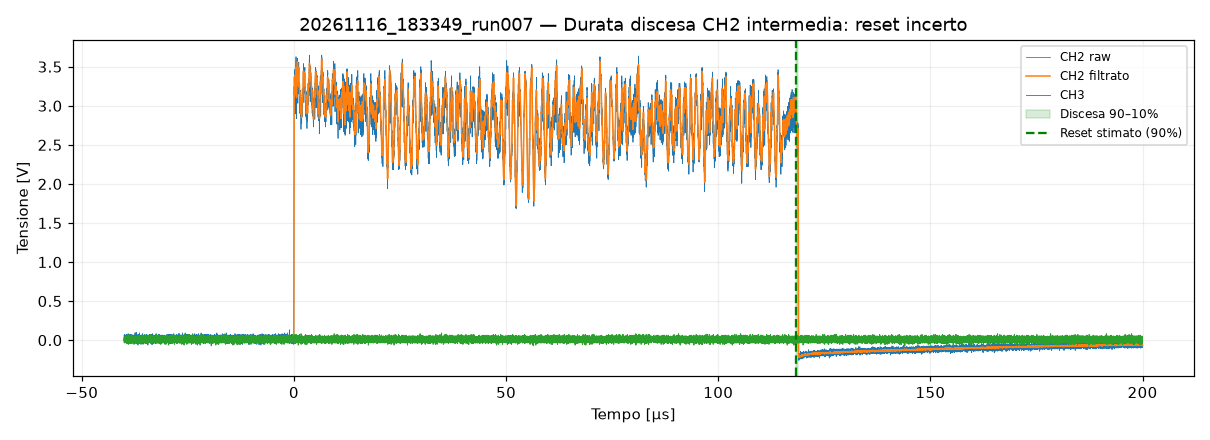 20261116_183349_run007 — Durata discesa CH2 intermedia: reset incerto
Tensione [V]
3.5
3.0
2.5
2.0
1.5
1.0
0.5
0.0
CH2 raw
CH2 filtrato
CH3
Discesa 90–10%
Reset stimato (90%)
−50
0
50
100
150
200
Tempo [µs]